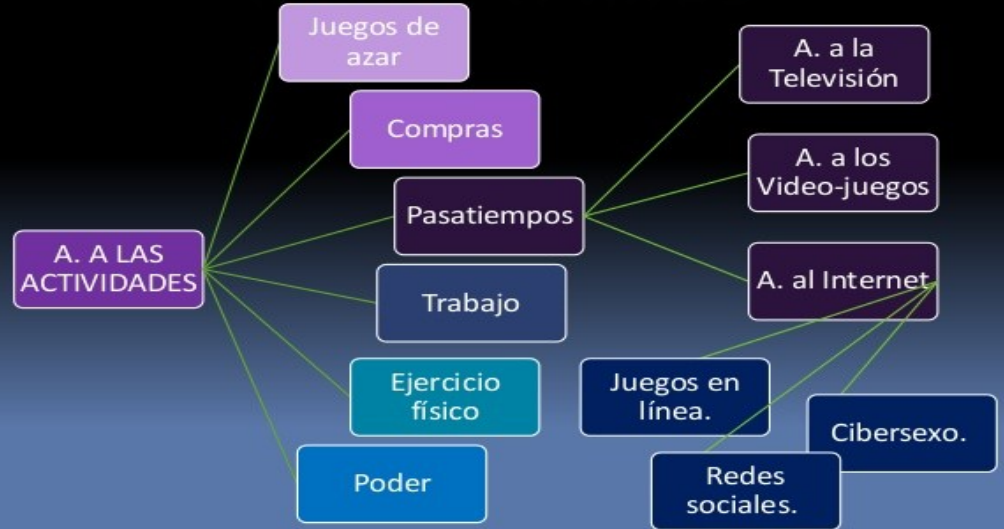 A. A LAS
ACTIVIDADES
Juegos de
azar
Compras
Pasatiempos
Trabajo
Ejercicio
físico
Poder
A. a la
Televisión
A. a los
Video-juegos
A. al Internet
Juegos en
línea.
Cibersexo.
Redes
sociales.